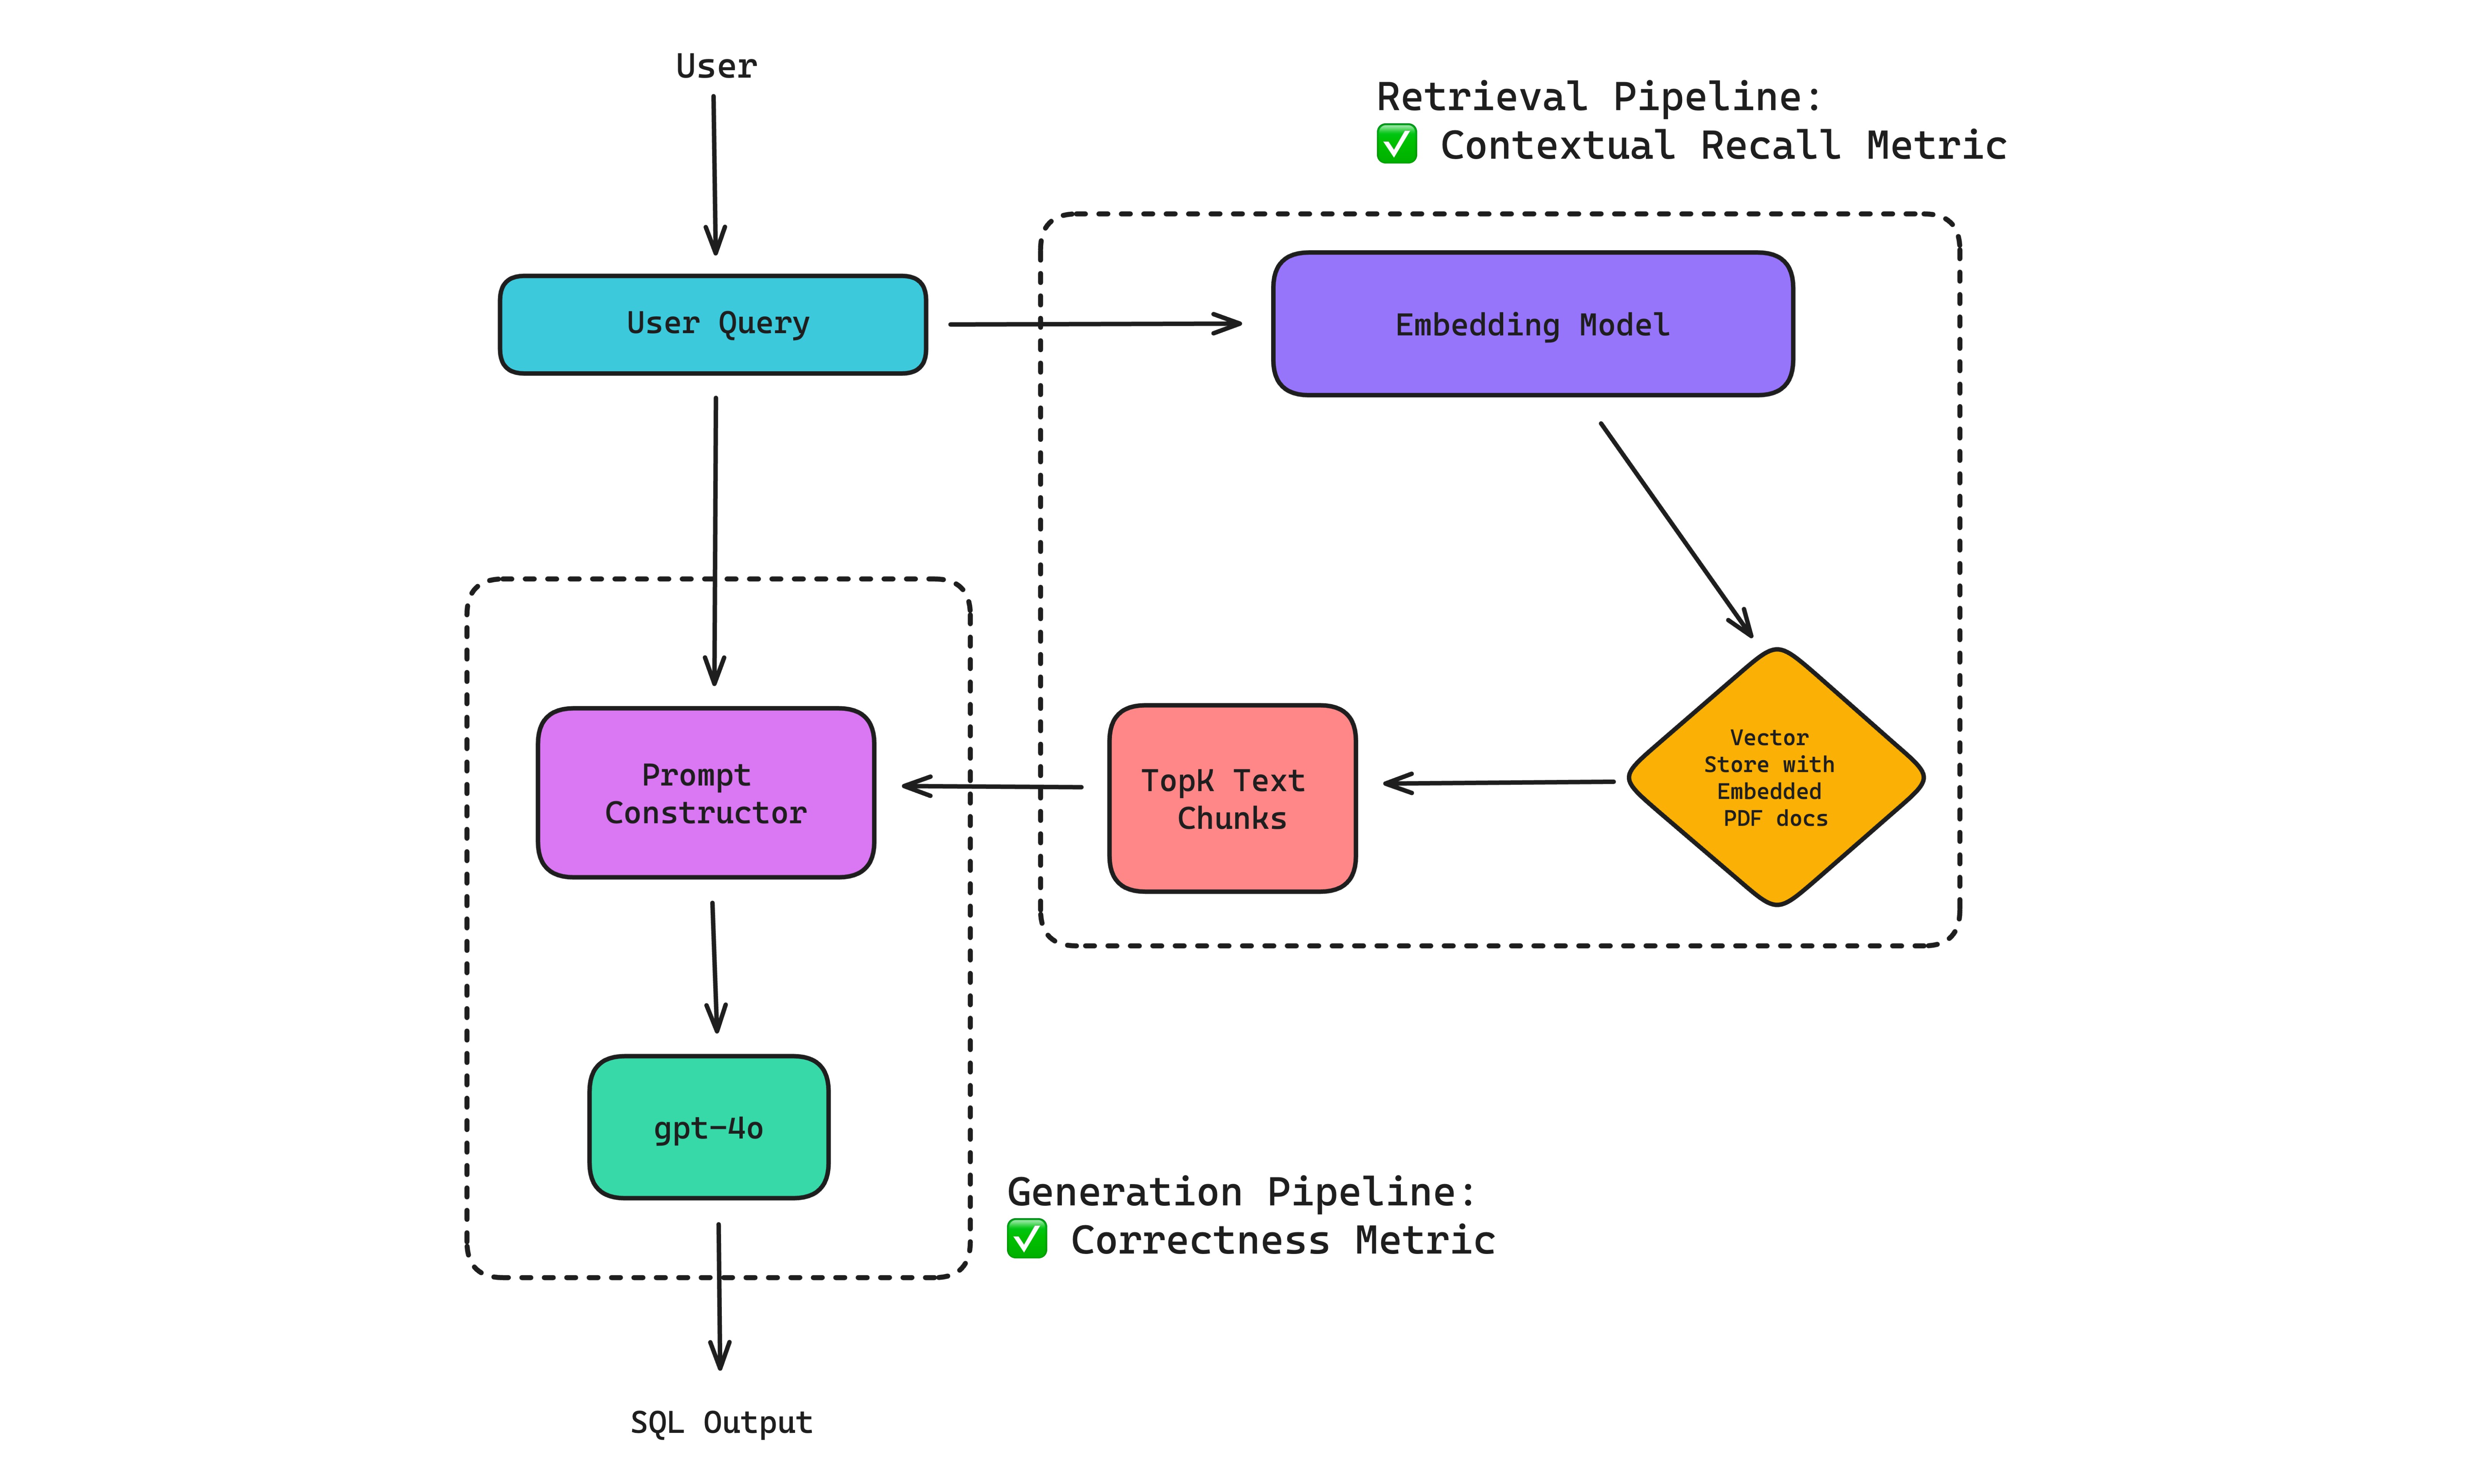 User
Retrieval Pipeline:
✅ Contextual Recall Metric
User Query
Embedding Model
Vector
Store with
Embedded
PDF docs
TopK Text
Chunks
Prompt
Constructor
gpt-4o
Generation Pipeline:
✅ Correctness Metric
SQL Output